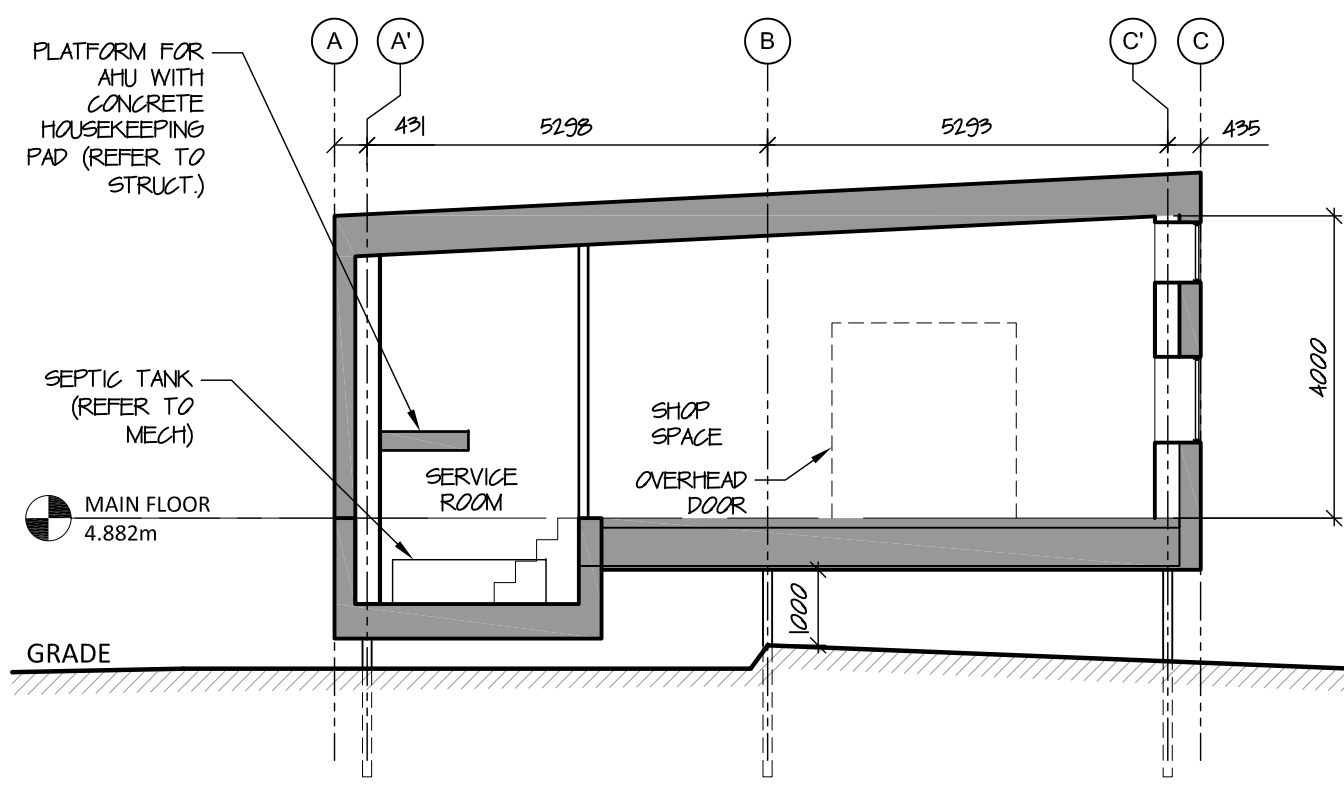 A
A'
B
C'
C
PLATFORM FOR
AHU WITH
CONCRETE
HOUSEKEEPING
PAD (REFER TO
STRUCT.)
431
5298
5293
435
4000
SEPTIC TANK
(REFER TO
MECH)
SHOP
SPACE
SERVICE
ROOM
OVERHEAD
DOOR
MAIN FLOOR
4.882m
1000
GRADE